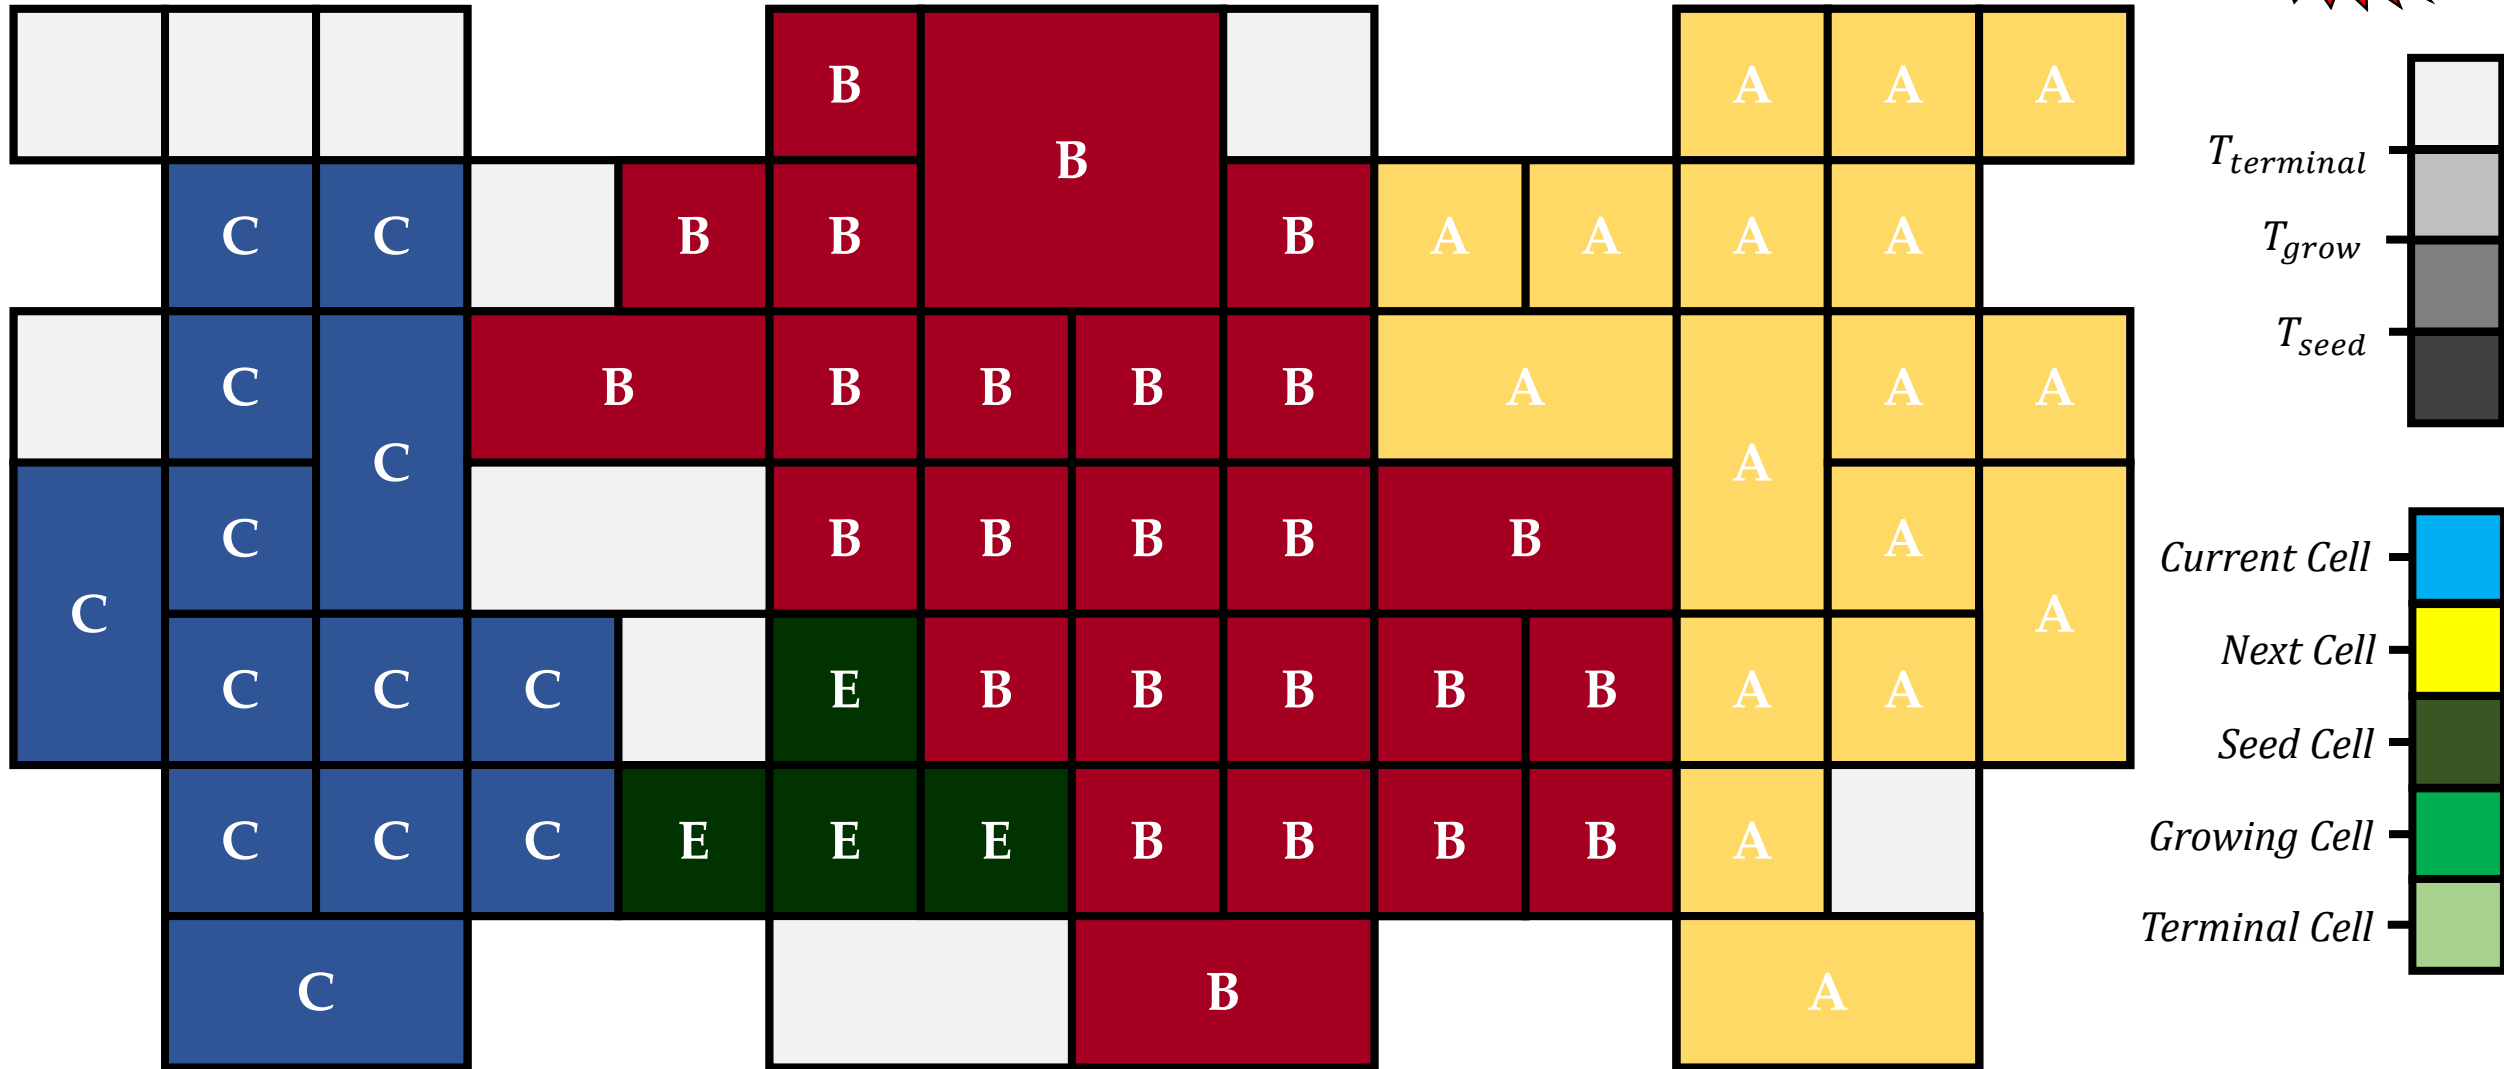 B A A A
B
C C B B B A A A A
C B B B B B A A A
C A
C B B B B B A
C A
C C C E B B B B B A A
C C C E E E B B B B A
C B A
T_terminal
T_grow
T_seed
Current Cell
Next Cell
Seed Cell
Growing Cell
Terminal Cell